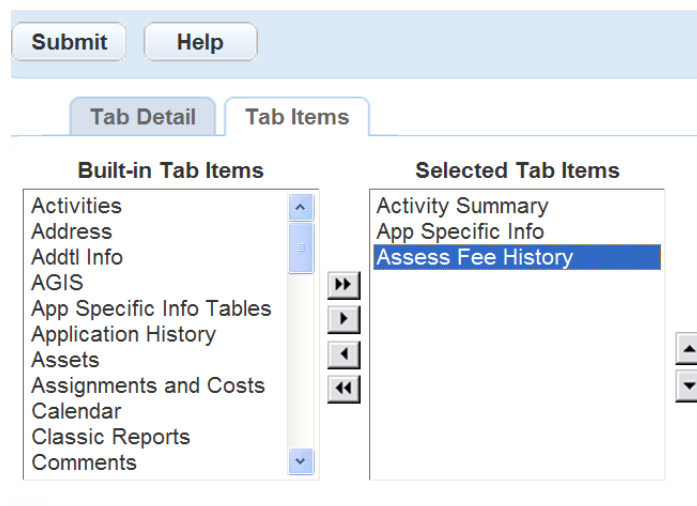 Submit Help
Tab Detail Tab Items
Built-in Tab Items
Activities
Address
Addtl Info
AGIS
App Specific Info Tables
Application History
Assets
Assignments and Costs
Calendar
Classic Reports
Comments
Selected Tab Items
Activity Summary
App Specific Info
Assess Fee History